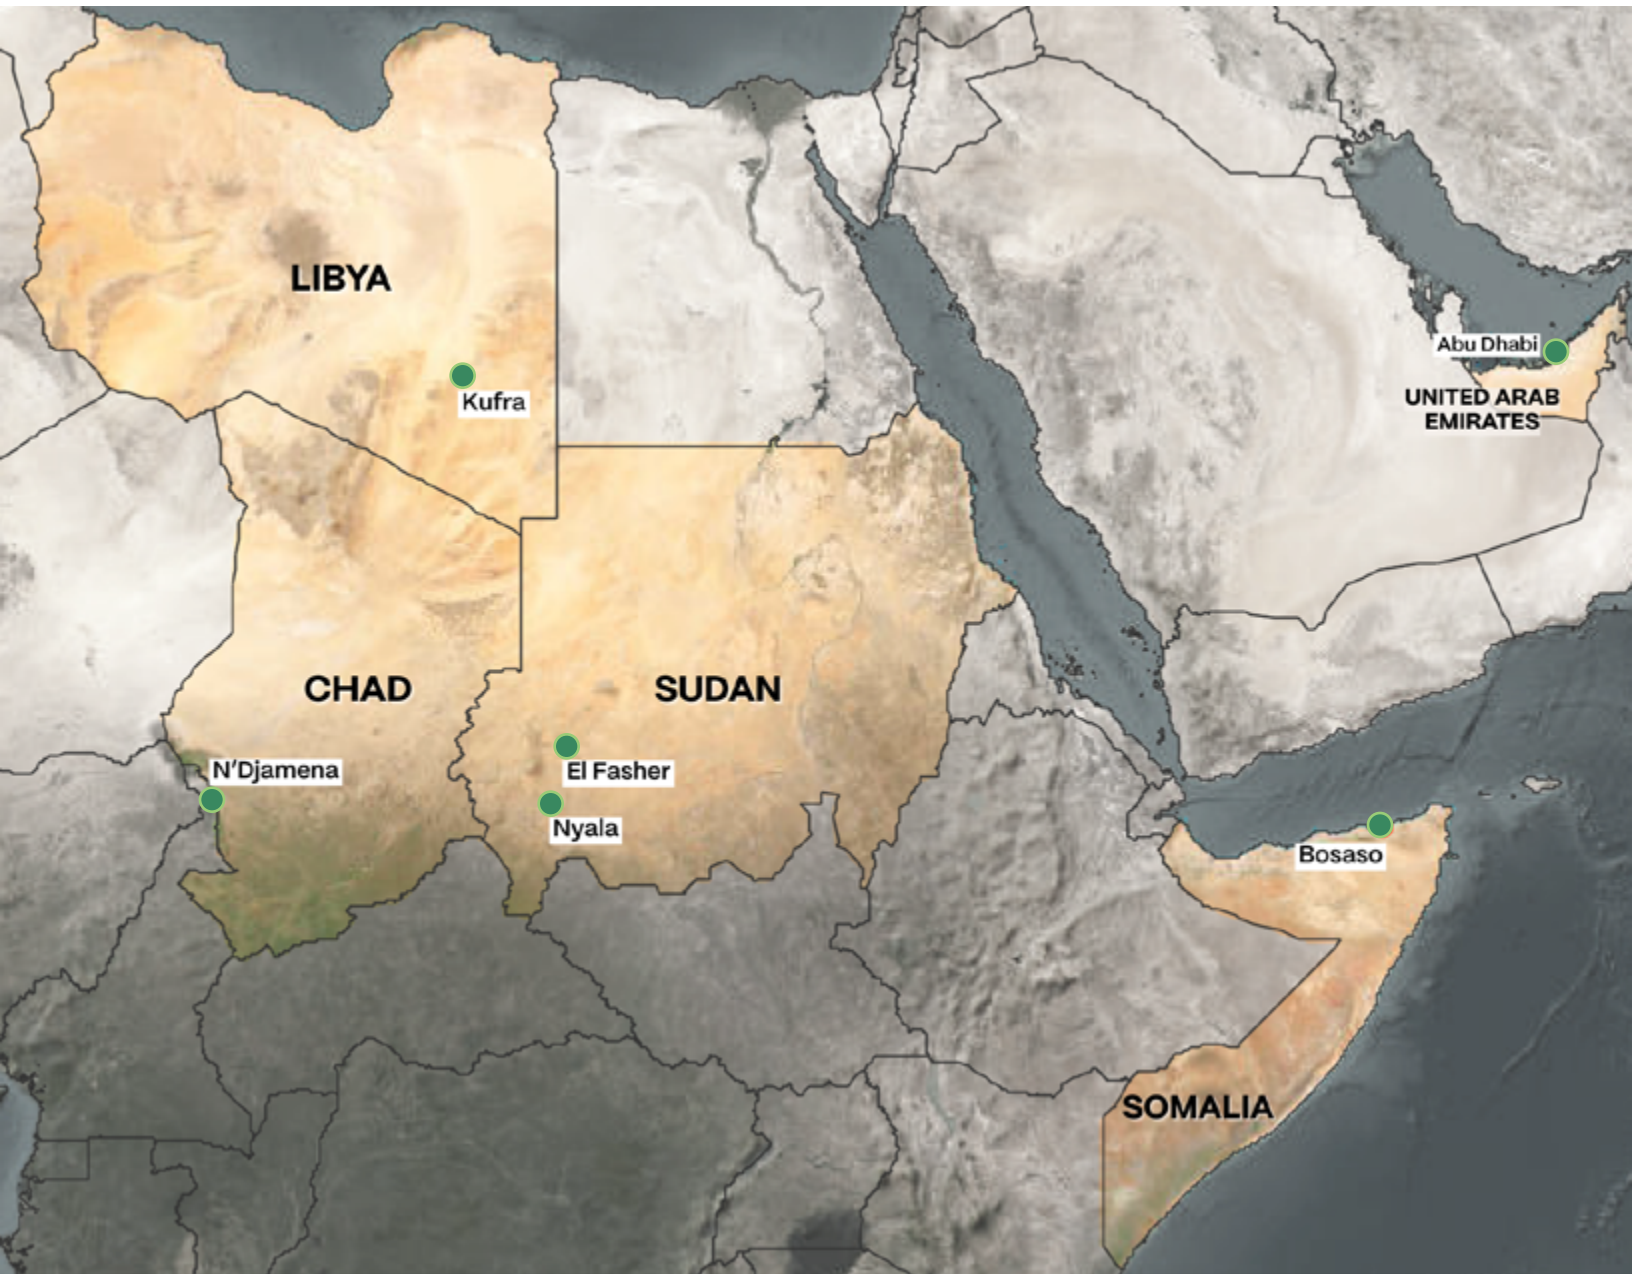 LIBYA
Kufra
Abu Dhabi
UNITED ARAB
EMIRATES
CHAD
SUDAN
N'Djamena
El Fasher
Nyala
Bosaso
SOMALIA